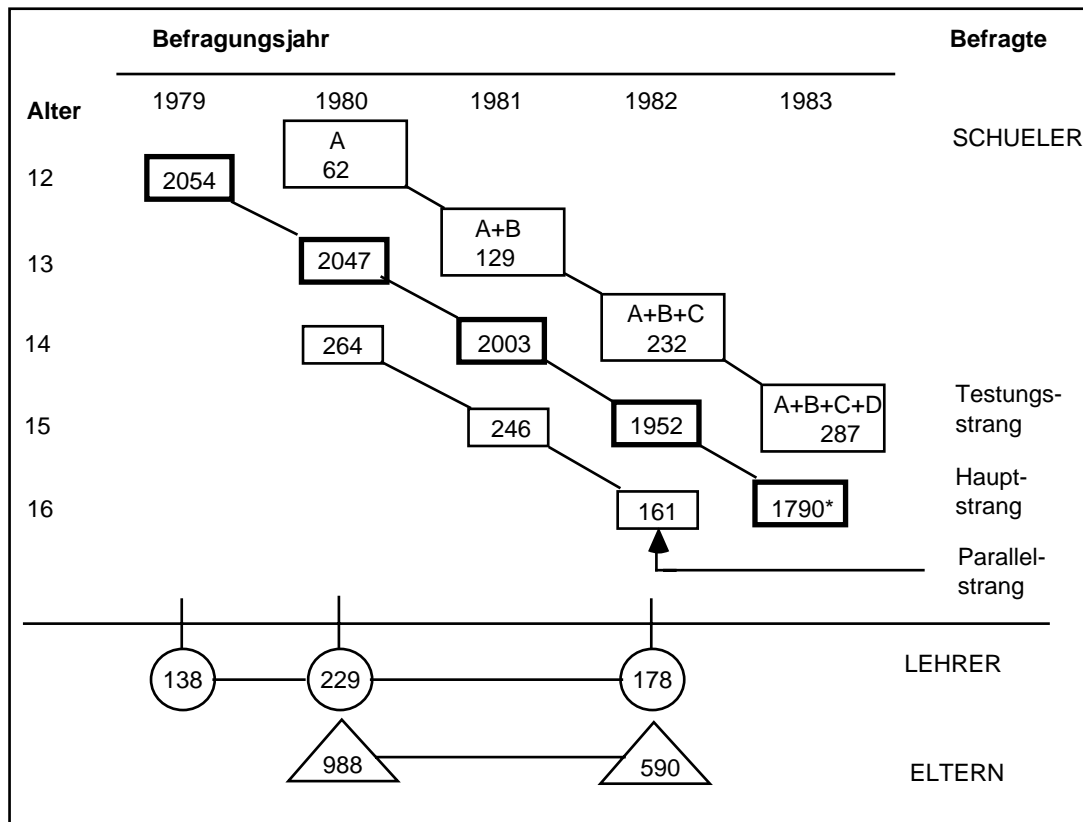 Befragungsjahr Befragte
Alter 1979 1980 1981 1982 1983
SCHUELER
A
62
12 2054
A+B
129
13 2047
A+B+C
232
14 264 2003
A+B+C+D
287
Testungs-
strang
15 246 1952
Haupt-
strang
16 161 1790*
Parallel-
strang
138 229 178 LEHRER
988 590 ELTERN